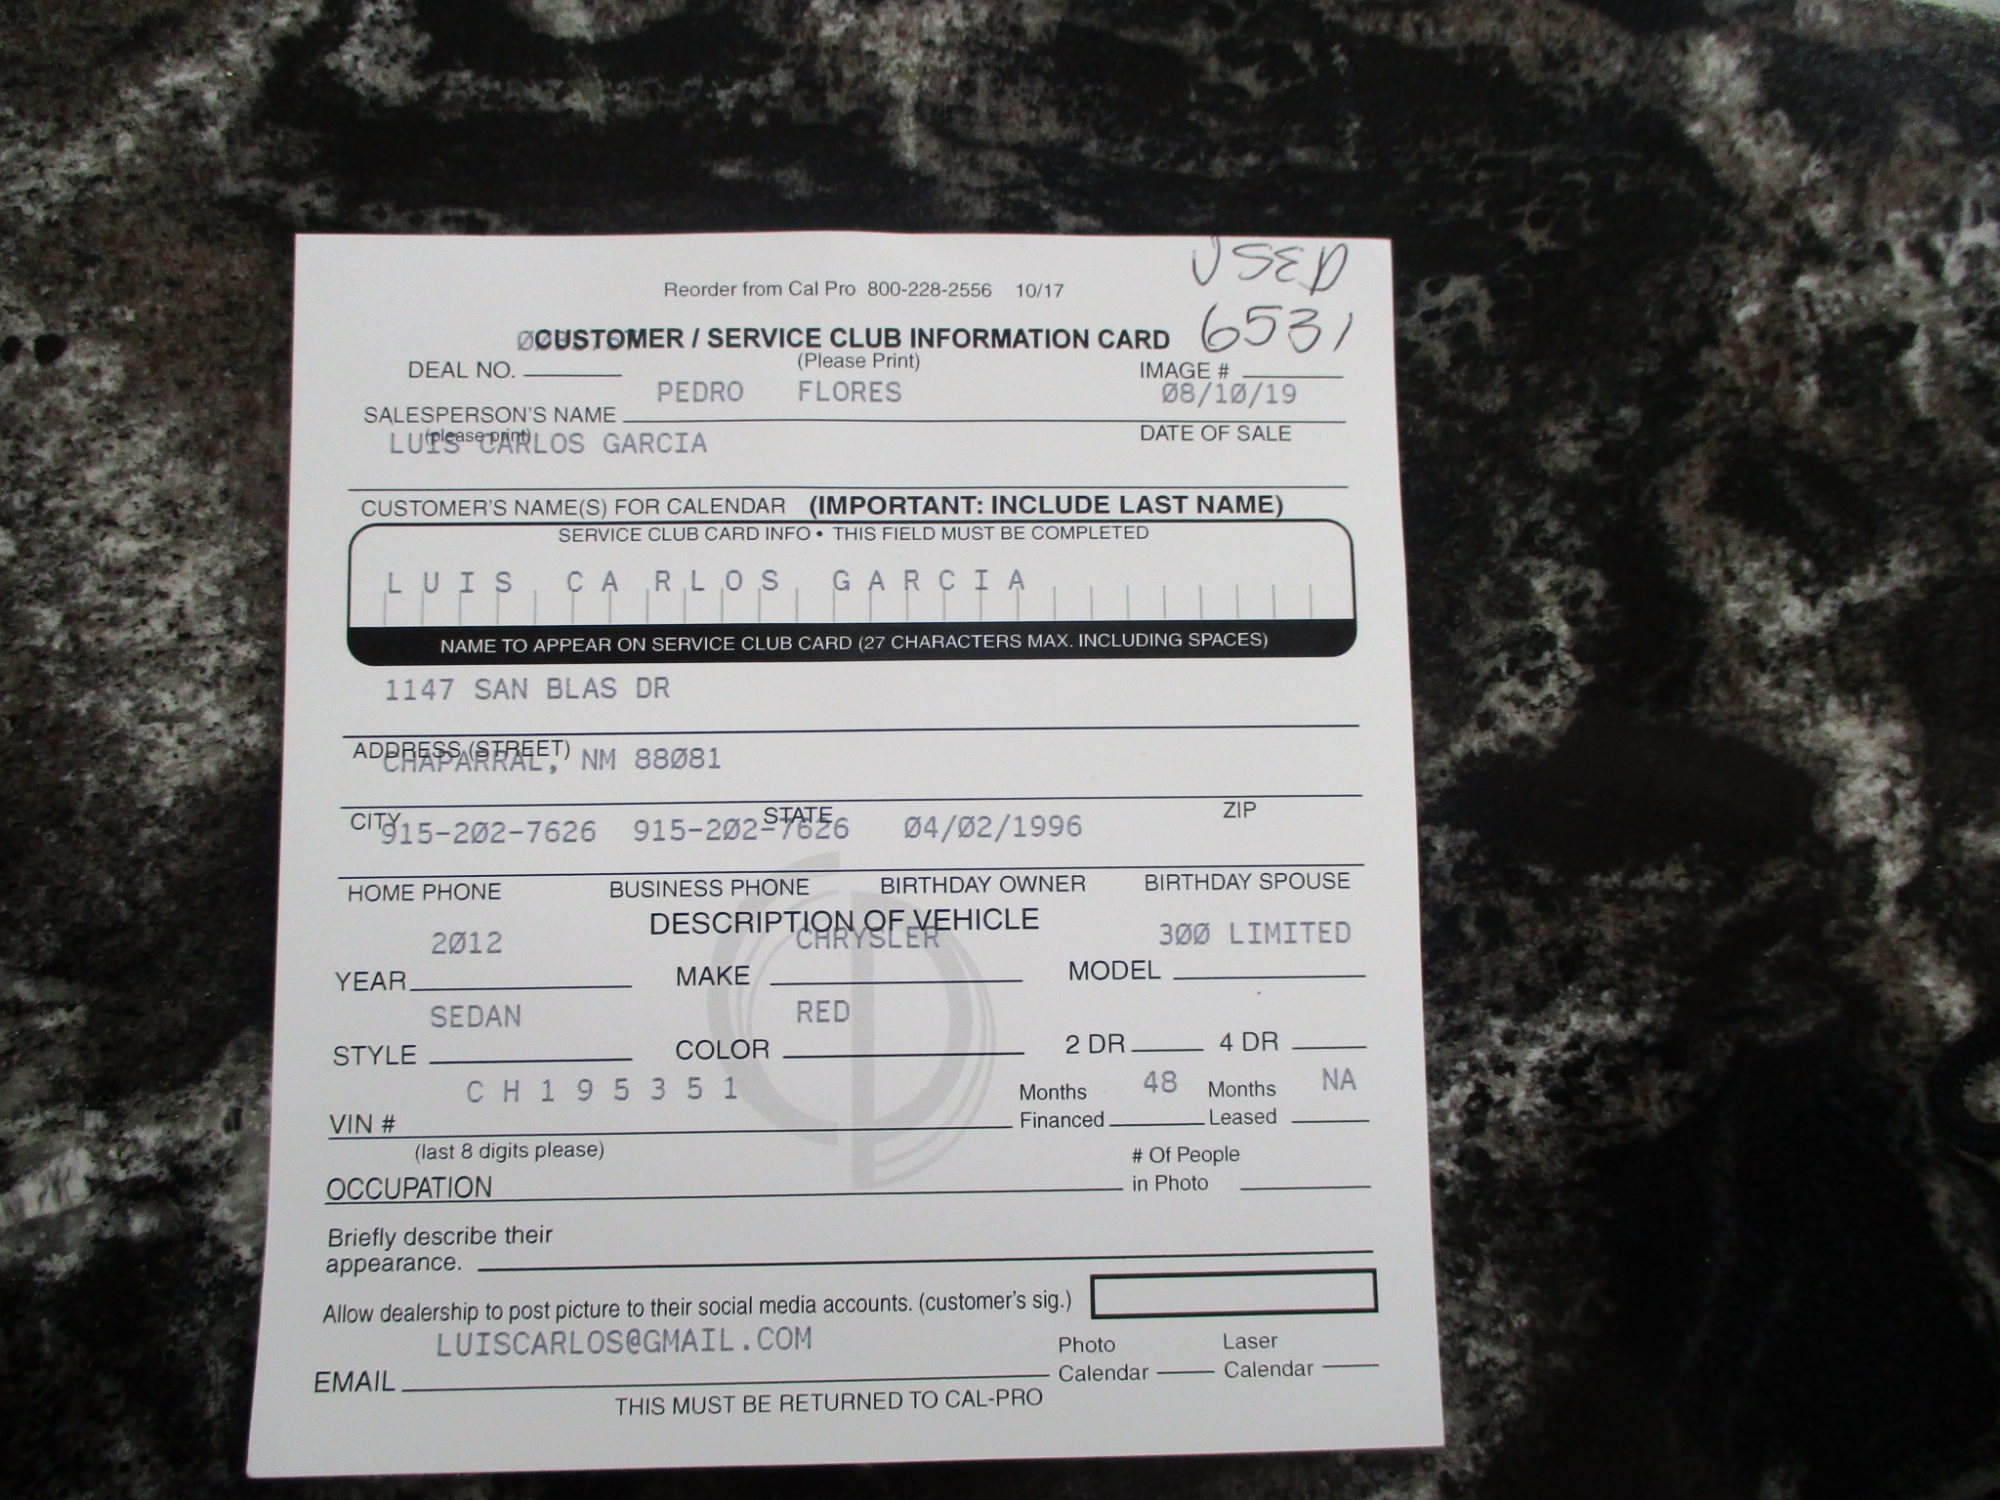 USED
Reorder from Cal Pro 800-228-2556 10/17
6531
CUSTOMER / SERVICE CLUB INFORMATION CARD
(Please Print)
DEAL NO. IMAGE #
PEDRO FLORES 08/10/19
SALESPERSON'S NAME
(please print) DATE OF SALE
LUIS CARLOS GARCIA
CUSTOMER'S NAME(S) FOR CALENDAR (IMPORTANT: INCLUDE LAST NAME)
SERVICE CLUB CARD INFO • THIS FIELD MUST BE COMPLETED
LUIS CARLOS GARCIA
NAME TO APPEAR ON SERVICE CLUB CARD (27 CHARACTERS MAX. INCLUDING SPACES)
1147 SAN BLAS DR
ADDRESS (STREET)
CHAPARRAL, NM 88081
CITY STATE ZIP
915-202-7626 915-202-7626 04/02/1996
HOME PHONE BUSINESS PHONE BIRTHDAY OWNER BIRTHDAY SPOUSE
DESCRIPTION OF VEHICLE
2012 CHRYSLER 300 LIMITED
YEAR MAKE MODEL
SEDAN RED
STYLE COLOR 2 DR 4 DR
CH195351 Months 48 Months NA
VIN # Financed Leased
(last 8 digits please) # Of People
OCCUPATION in Photo
Briefly describe their
appearance.
Allow dealership to post picture to their social media accounts. (customer's sig.)
LUISCARLOS@GMAIL.COM Photo Laser
EMAIL Calendar Calendar
THIS MUST BE RETURNED TO CAL-PRO